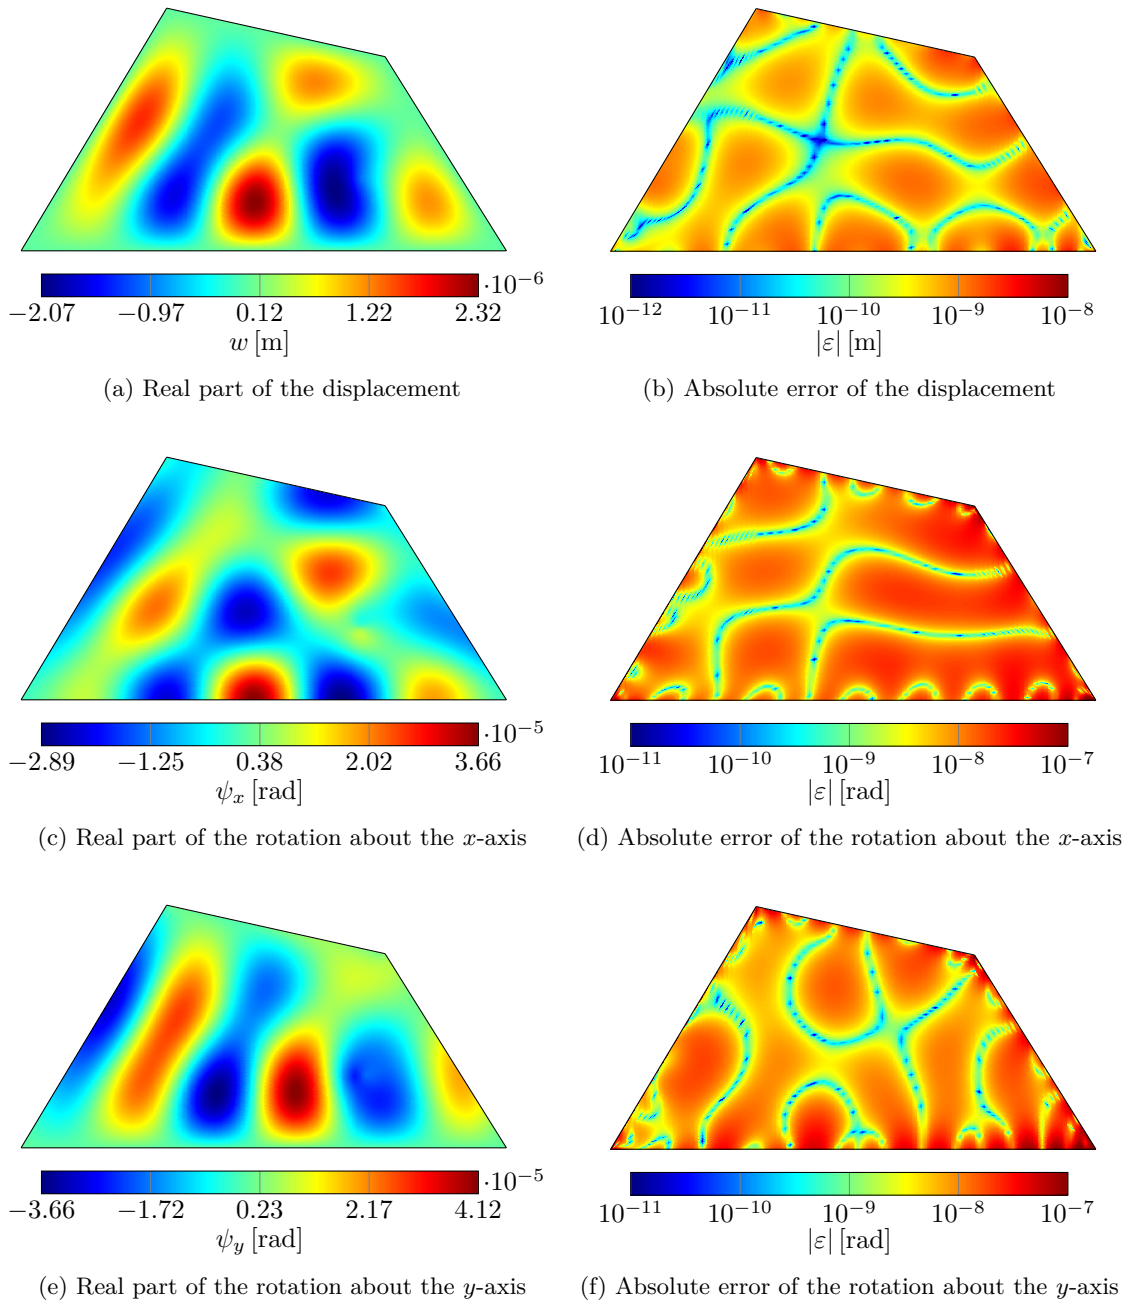 −2.07 −0.97 0.12 1.22 2.32 ·10⁻⁶
w [m]
10⁻¹² 10⁻¹¹ 10⁻¹⁰ 10⁻⁹ 10⁻⁸
|ε| [m]
(a) Real part of the displacement
(b) Absolute error of the displacement
−2.89 −1.25 0.38 2.02 3.66 ·10⁻⁵
ψₓ [rad]
10⁻¹¹ 10⁻¹⁰ 10⁻⁹ 10⁻⁸ 10⁻⁷
|ε| [rad]
(c) Real part of the rotation about the x-axis
(d) Absolute error of the rotation about the x-axis
−3.66 −1.72 0.23 2.17 4.12 ·10⁻⁵
ψ_y [rad]
10⁻¹¹ 10⁻¹⁰ 10⁻⁹ 10⁻⁸ 10⁻⁷
|ε| [rad]
(e) Real part of the rotation about the y-axis
(f) Absolute error of the rotation about the y-axis